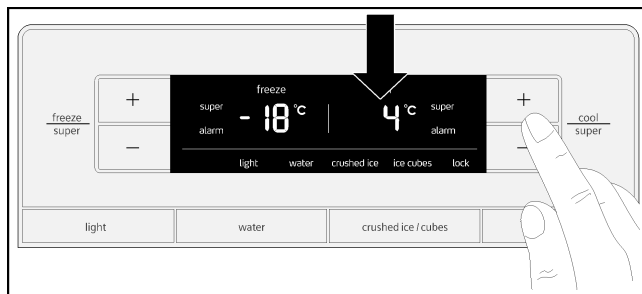 freeze
super
+
−
freeze
super
alarm
-18 °C
4 °C
super
alarm
light water crushed ice ice cubes lock
+
−
cool
super
light water crushed ice / cubes